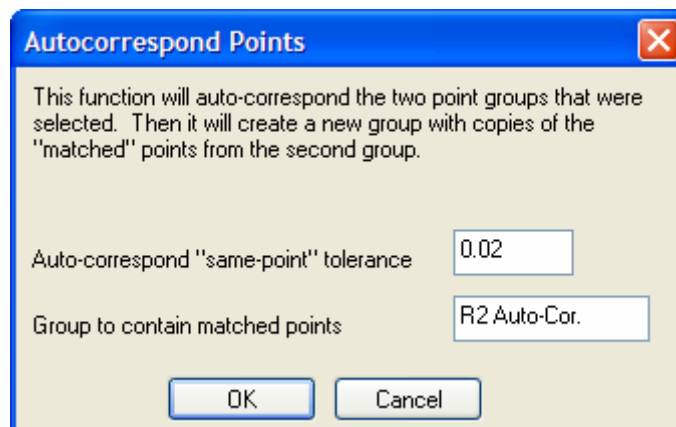 Autocorrespond Points
This function will auto-correspond the two point groups that were
selected.  Then it will create a new group with copies of the
"matched" points from the second group.
Auto-correspond "same-point" tolerance
0.02
Group to contain matched points
R2 Auto-Cor.
OK
Cancel